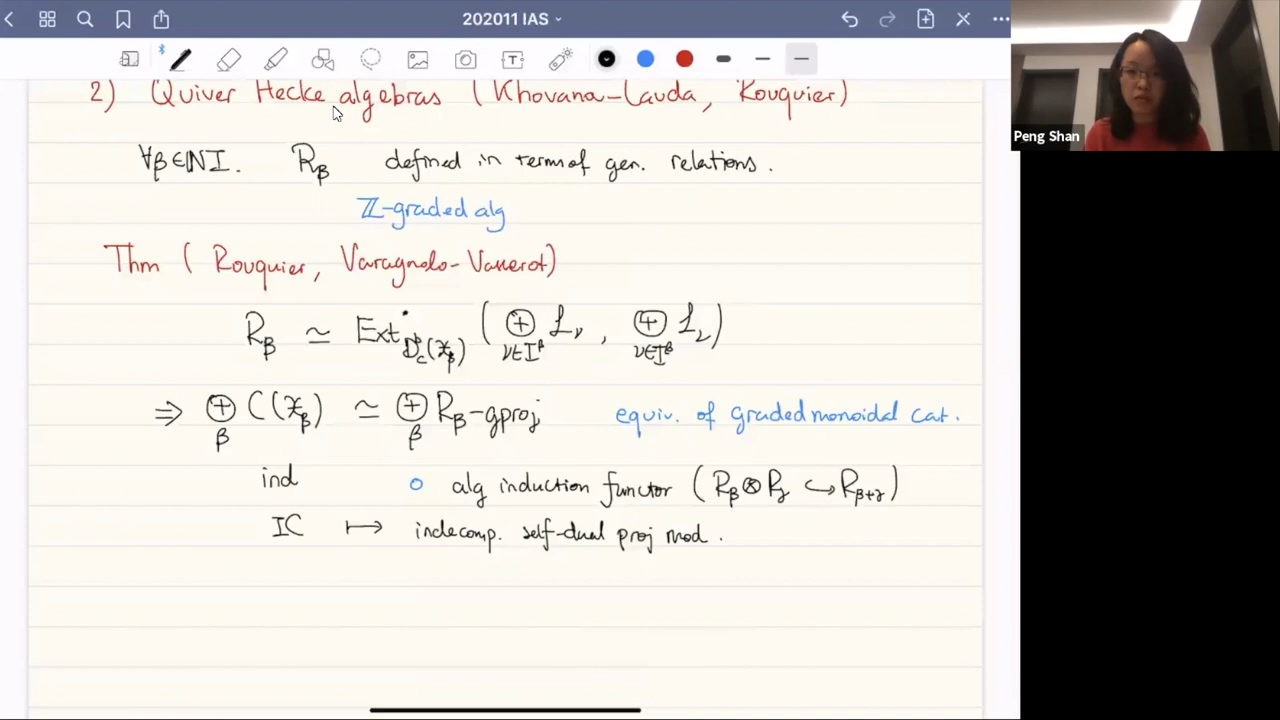 202011 IAS
Peng Shan
2) Quiver Hecke algebras (Khovanov-Lauda, Rouquier)
∀β∈ℕI. R_β defined in terms of gen. relations.
ℤ-graded alg
Thm ( Rouquier, Varagnolo-Vasserot)
R_β ≃ Ext^•_{D^b_c(𝔛_β)} ( ⊕_{ν∈I^β} 𝓛_ν , ⊕_{ν∈I^β} 𝓛_ν )
⇒ ⊕_β C(𝔛_β) ≃ ⊕_β R_β-gproj equiv. of graded monoidal cat.
ind ∘ alg induction functor (R_β⊗R_γ ↪ R_{β+γ})
IC ↦ indecomp. self-dual proj mod.